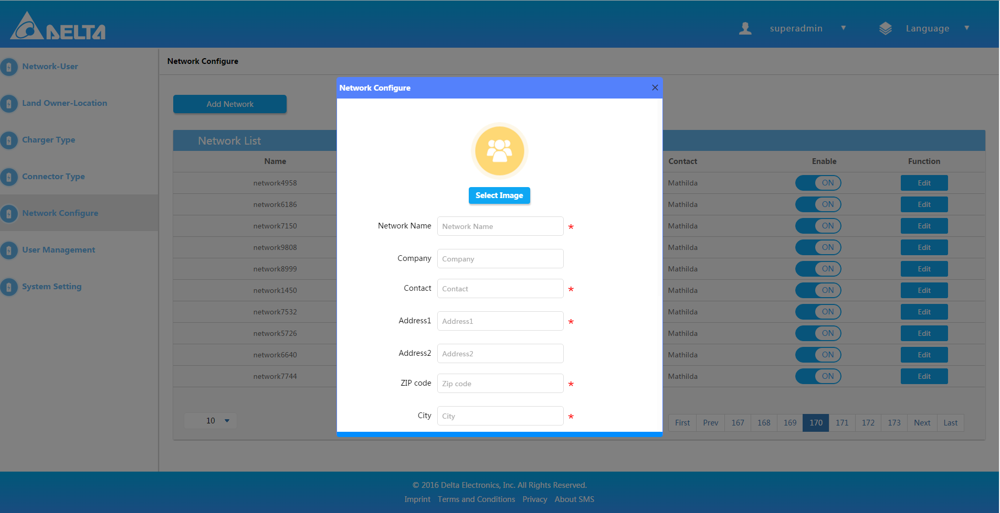 DELTA
superadmin
Language
Network-User
Land Owner-Location
Charger Type
Connector Type
Network Configure
User Management
System Setting
Network Configure
Add Network
Network List
Name Contact Enable Function
network4958 Mathilda ON Edit
network6186 Mathilda ON Edit
network7150 Mathilda ON Edit
network9808 Mathilda ON Edit
network8999 Mathilda ON Edit
network1450 Mathilda ON Edit
network7532 Mathilda ON Edit
network5726 Mathilda ON Edit
network6640 Mathilda ON Edit
network7744 Mathilda ON Edit
10
First Prev 167 168 169 170 171 172 173 Next Last
Network Configure
Select Image
Network Name Network Name *
Company Company
Contact Contact *
Address1 Address1 *
Address2 Address2
ZIP code Zip code *
City City *
© 2016 Delta Electronics, Inc. All Rights Reserved.
Imprint Terms and Conditions Privacy About SMS